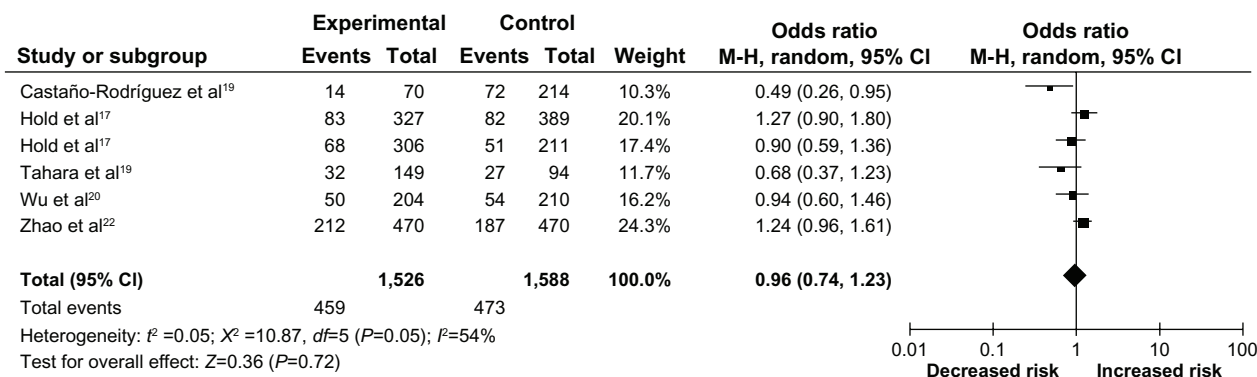 Experimental Control Odds ratio Odds ratio
Study or subgroup Events Total Events Total Weight M-H, random, 95% CI M-H, random, 95% CI
Castaño-Rodríguez et al¹⁹ 14 70 72 214 10.3% 0.49 (0.26, 0.95)
Hold et al¹⁷ 83 327 82 389 20.1% 1.27 (0.90, 1.80)
Hold et al¹⁷ 68 306 51 211 17.4% 0.90 (0.59, 1.36)
Tahara et al¹⁹ 32 149 27 94 11.7% 0.68 (0.37, 1.23)
Wu et al²⁰ 50 204 54 210 16.2% 0.94 (0.60, 1.46)
Zhao et al²² 212 470 187 470 24.3% 1.24 (0.96, 1.61)
Total (95% CI) 1,526 1,588 100.0% 0.96 (0.74, 1.23)
Total events 459 473
Heterogeneity: t² =0.05; X² =10.87, df=5 (P=0.05); I²=54%
Test for overall effect: Z=0.36 (P=0.72)
0.01 0.1 1 10 100
Decreased risk Increased risk